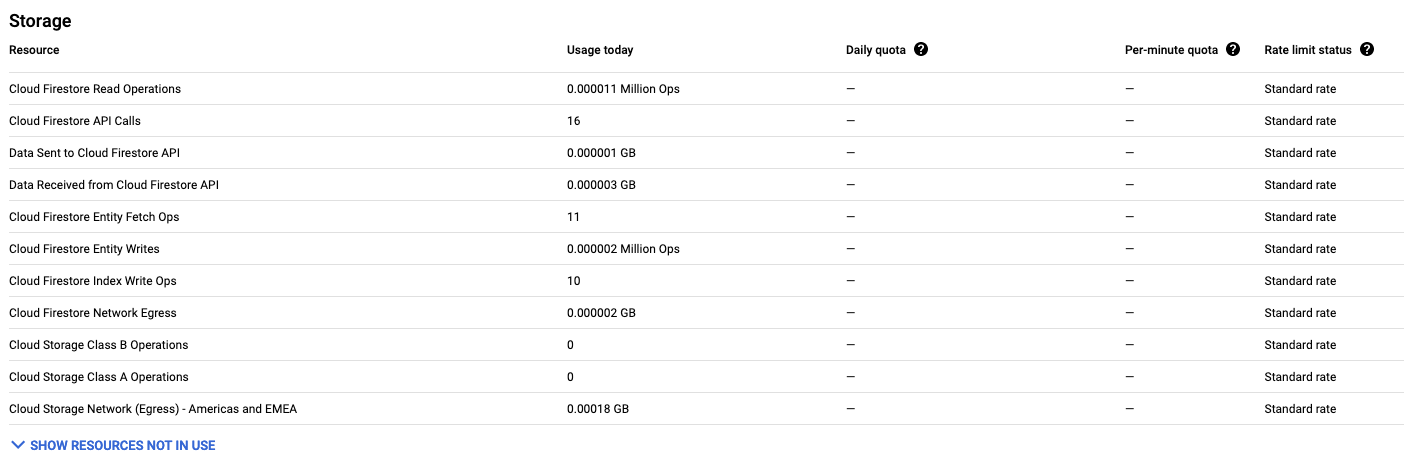 Storage
Resource Usage today Daily quota ? Per-minute quota ? Rate limit status ?
Cloud Firestore Read Operations 0.000011 Million Ops — — Standard rate
Cloud Firestore API Calls 16 — — Standard rate
Data Sent to Cloud Firestore API 0.000001 GB — — Standard rate
Data Received from Cloud Firestore API 0.000003 GB — — Standard rate
Cloud Firestore Entity Fetch Ops 11 — — Standard rate
Cloud Firestore Entity Writes 0.000002 Million Ops — — Standard rate
Cloud Firestore Index Write Ops 10 — — Standard rate
Cloud Firestore Network Egress 0.000002 GB — — Standard rate
Cloud Storage Class B Operations 0 — — Standard rate
Cloud Storage Class A Operations 0 — — Standard rate
Cloud Storage Network (Egress) - Americas and EMEA 0.00018 GB — — Standard rate
SHOW RESOURCES NOT IN USE